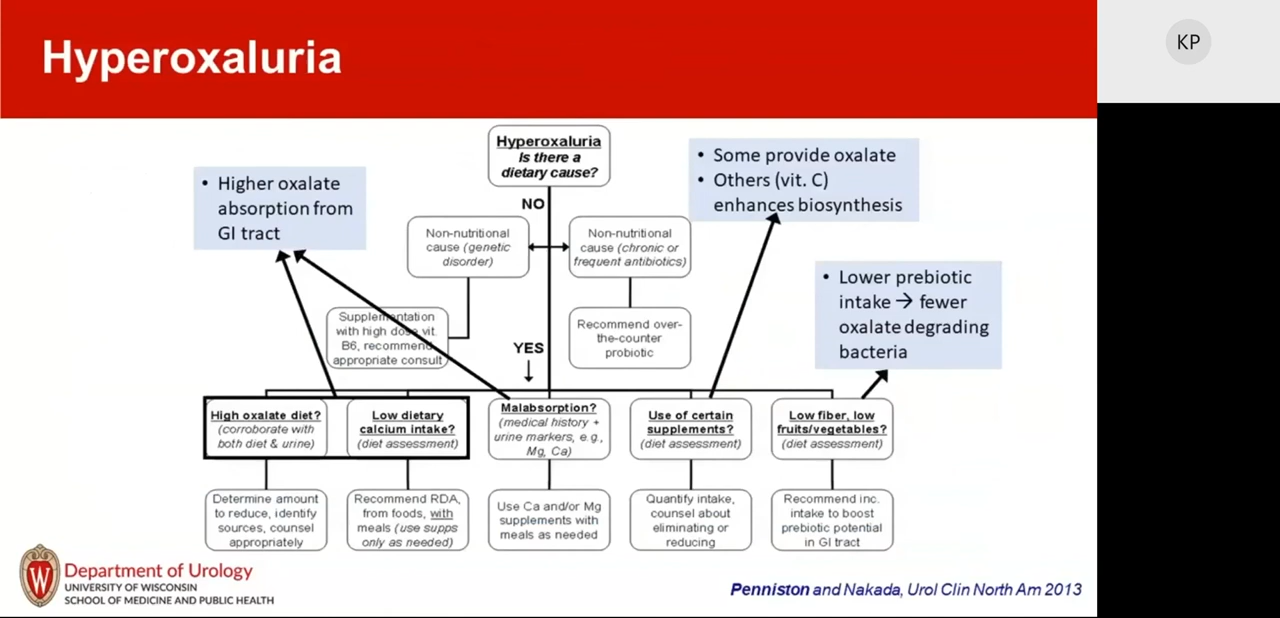 Hyperoxaluria
KP
Hyperoxaluria
Is there a
dietary cause?
• Higher oxalate
absorption from
GI tract
• Some provide oxalate
• Others (vit. C)
enhances biosynthesis
NO
Non-nutritional
cause (genetic
disorder)
Non-nutritional
cause (chronic or
frequent antibiotics)
• Lower prebiotic
intake → fewer
oxalate degrading
bacteria
Supplementation
with high dose vit.
B6, recommend
appropriate consult
Recommend over-
the-counter
probiotic
YES
High oxalate diet?
(corroborate with
both diet & urine)
Low dietary
calcium intake?
(diet assessment)
Malabsorption?
(medical history +
urine markers, e.g.,
Mg, Ca)
Use of certain
supplements?
(diet assessment)
Low fiber, low
fruits/vegetables?
(diet assessment)
Determine amount
to reduce, identify
sources, counsel
appropriately
Recommend RDA,
from foods, with
meals (use supps
only as needed)
Use Ca and/or Mg
supplements with
meals as needed
Quantify intake,
counsel about
eliminating or
reducing
Recommend inc.
intake to boost
prebiotic potential
in GI tract
W
Department of Urology
UNIVERSITY OF WISCONSIN
SCHOOL OF MEDICINE AND PUBLIC HEALTH
Penniston and Nakada, Urol Clin North Am 2013